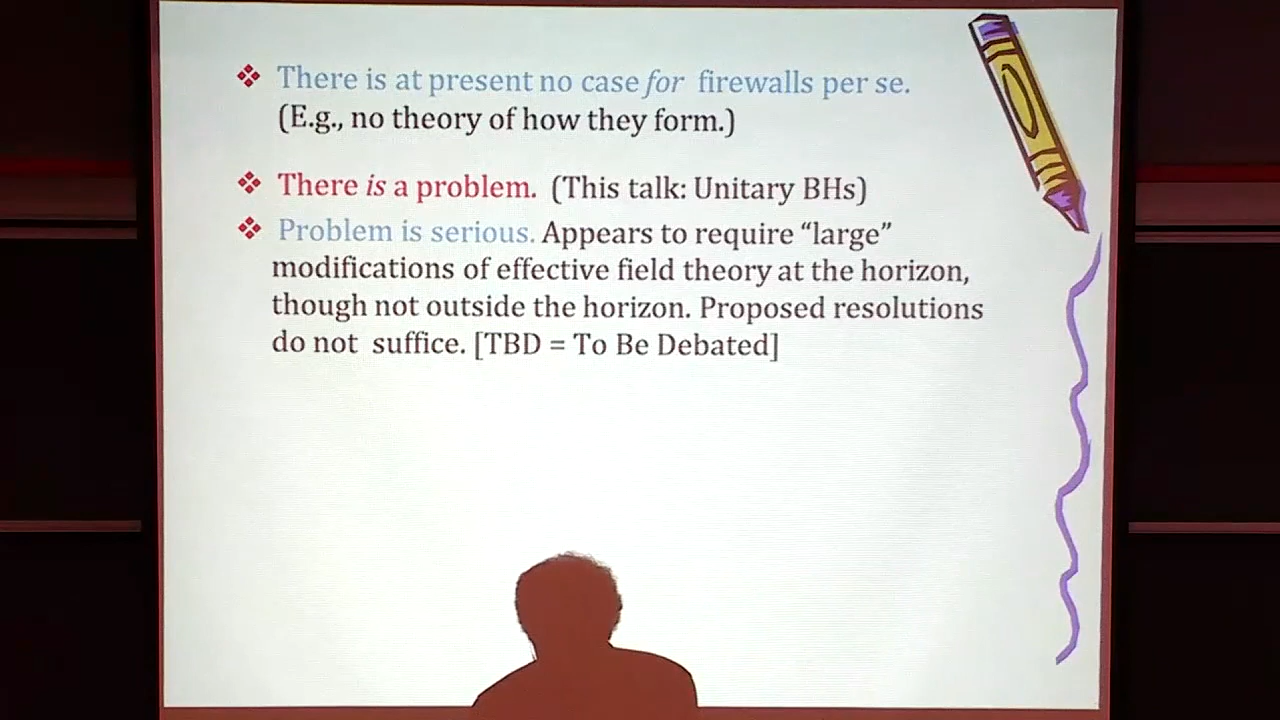 ❖ There is at present no case for firewalls per se.
(E.g., no theory of how they form.)
❖ There is a problem. (This talk: Unitary BHs)
❖ Problem is serious. Appears to require “large”
modifications of effective field theory at the horizon,
though not outside the horizon. Proposed resolutions
do not suffice. [TBD = To Be Debated]